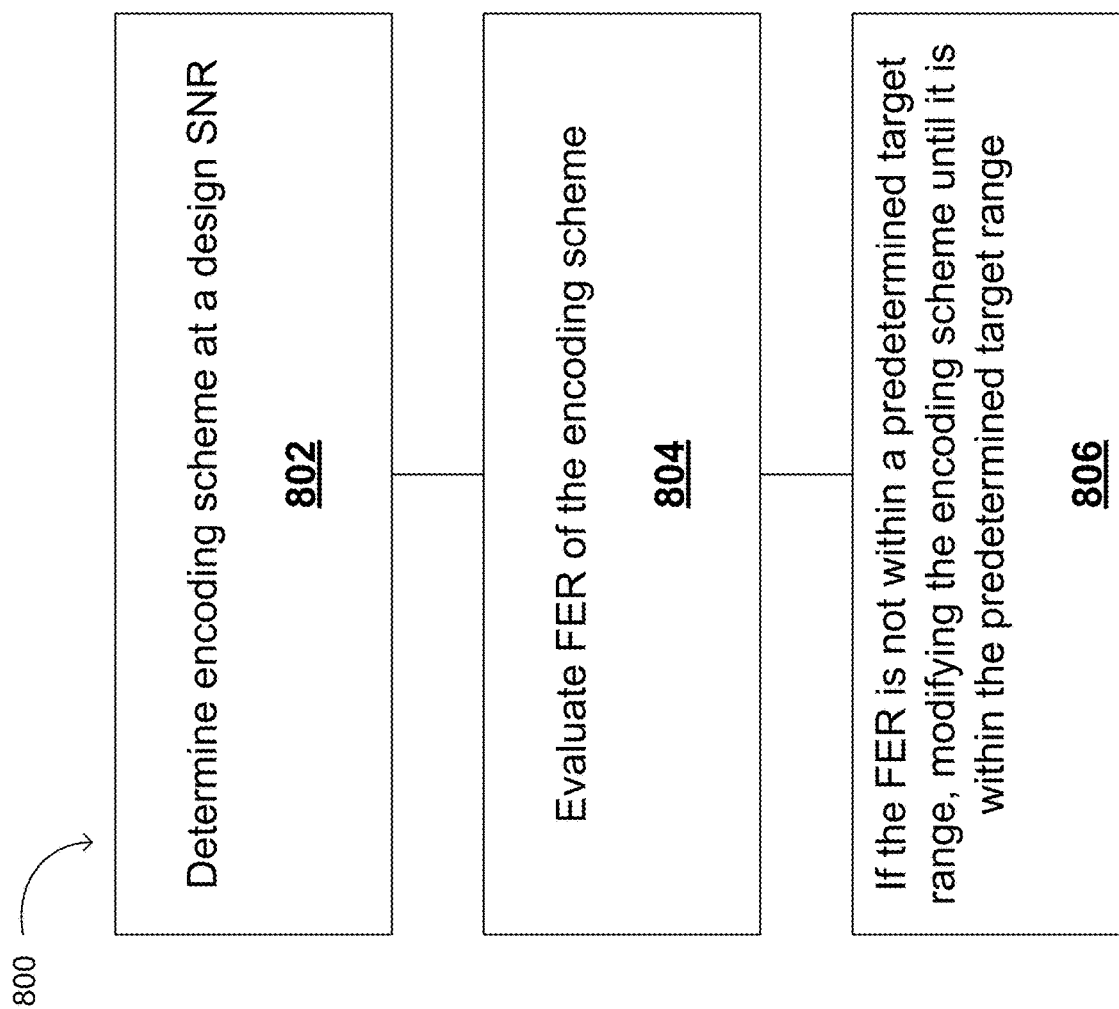 800
Determine encoding scheme at a design SNR
802
Evaluate FER of the encoding scheme
804
If the FER is not within a predetermined target
range, modifying the encoding scheme until it is
within the predetermined target range
806